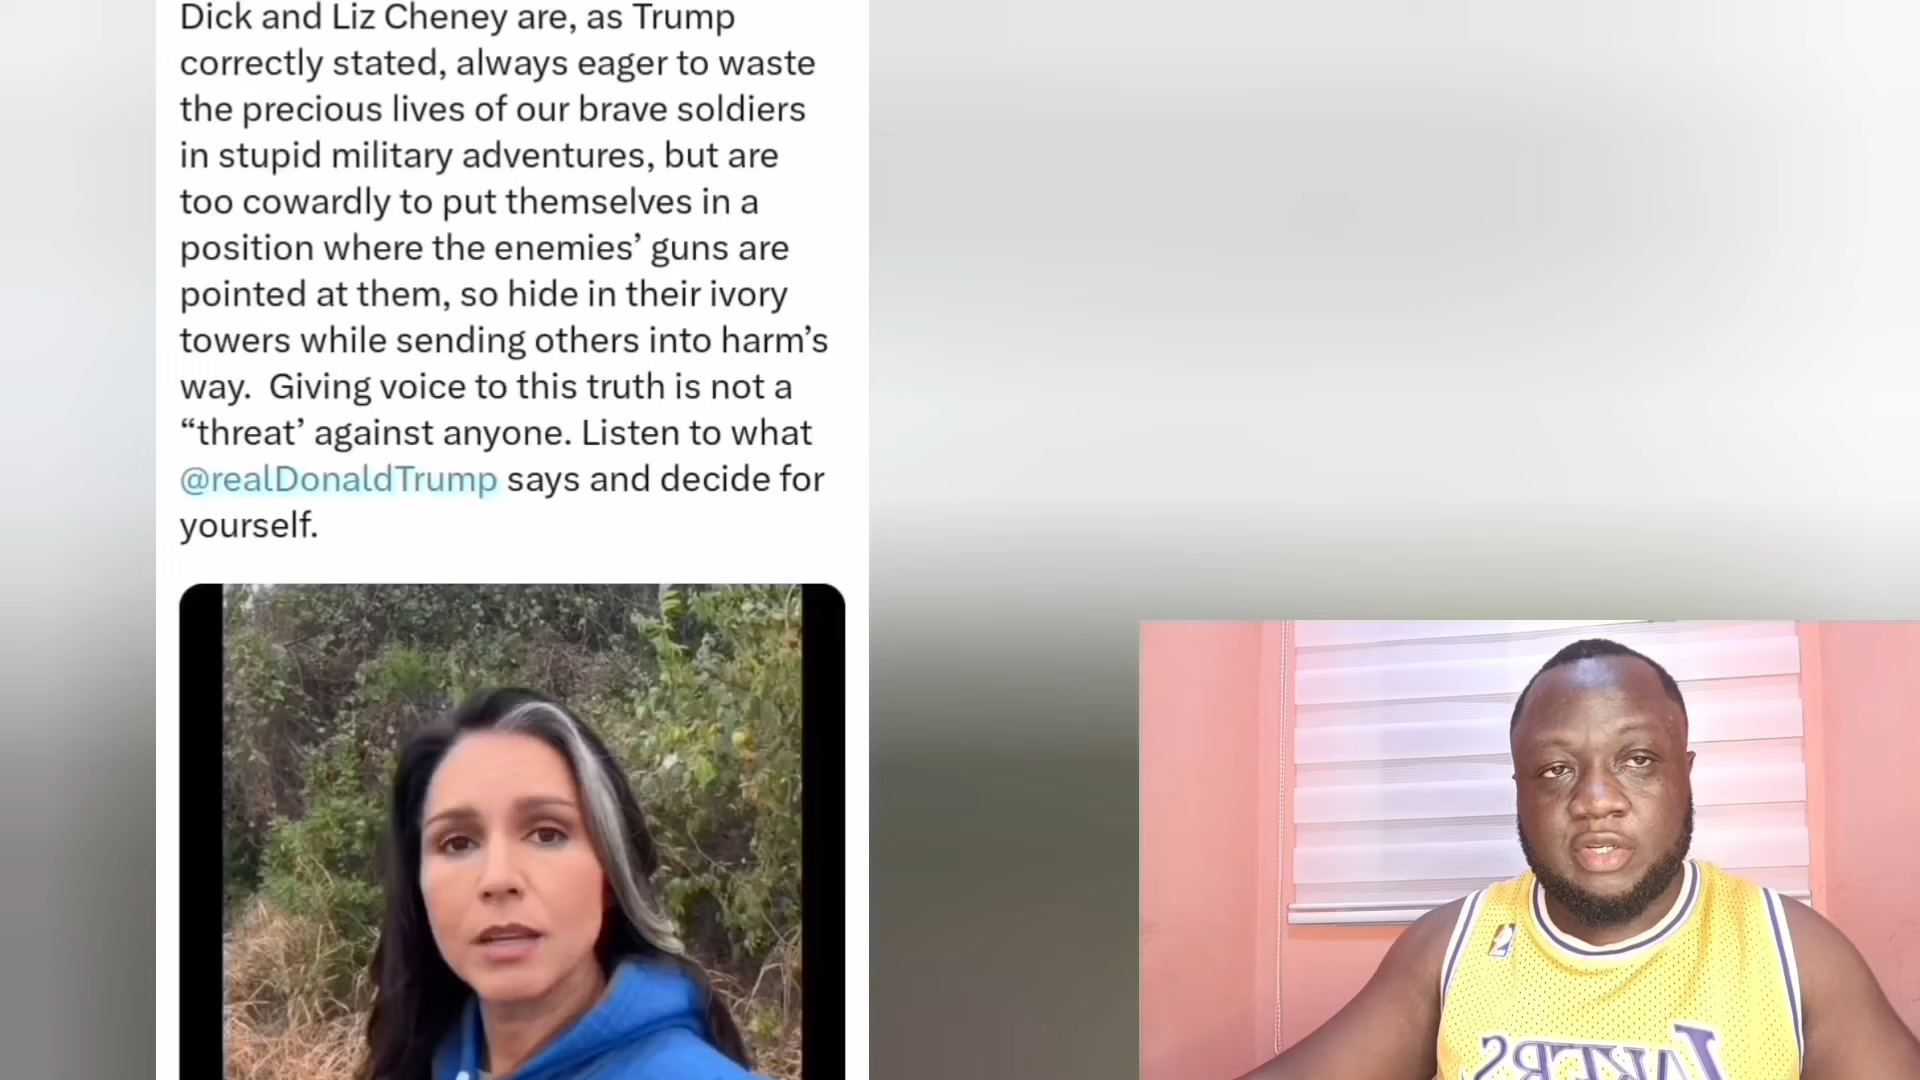 Dick and Liz Cheney are, as Trump
correctly stated, always eager to waste
the precious lives of our brave soldiers
in stupid military adventures, but are
too cowardly to put themselves in a
position where the enemies’ guns are
pointed at them, so hide in their ivory
towers while sending others into harm’s
way.  Giving voice to this truth is not a
“threat’ against anyone. Listen to what
@realDonaldTrump says and decide for
yourself.
LAKERS